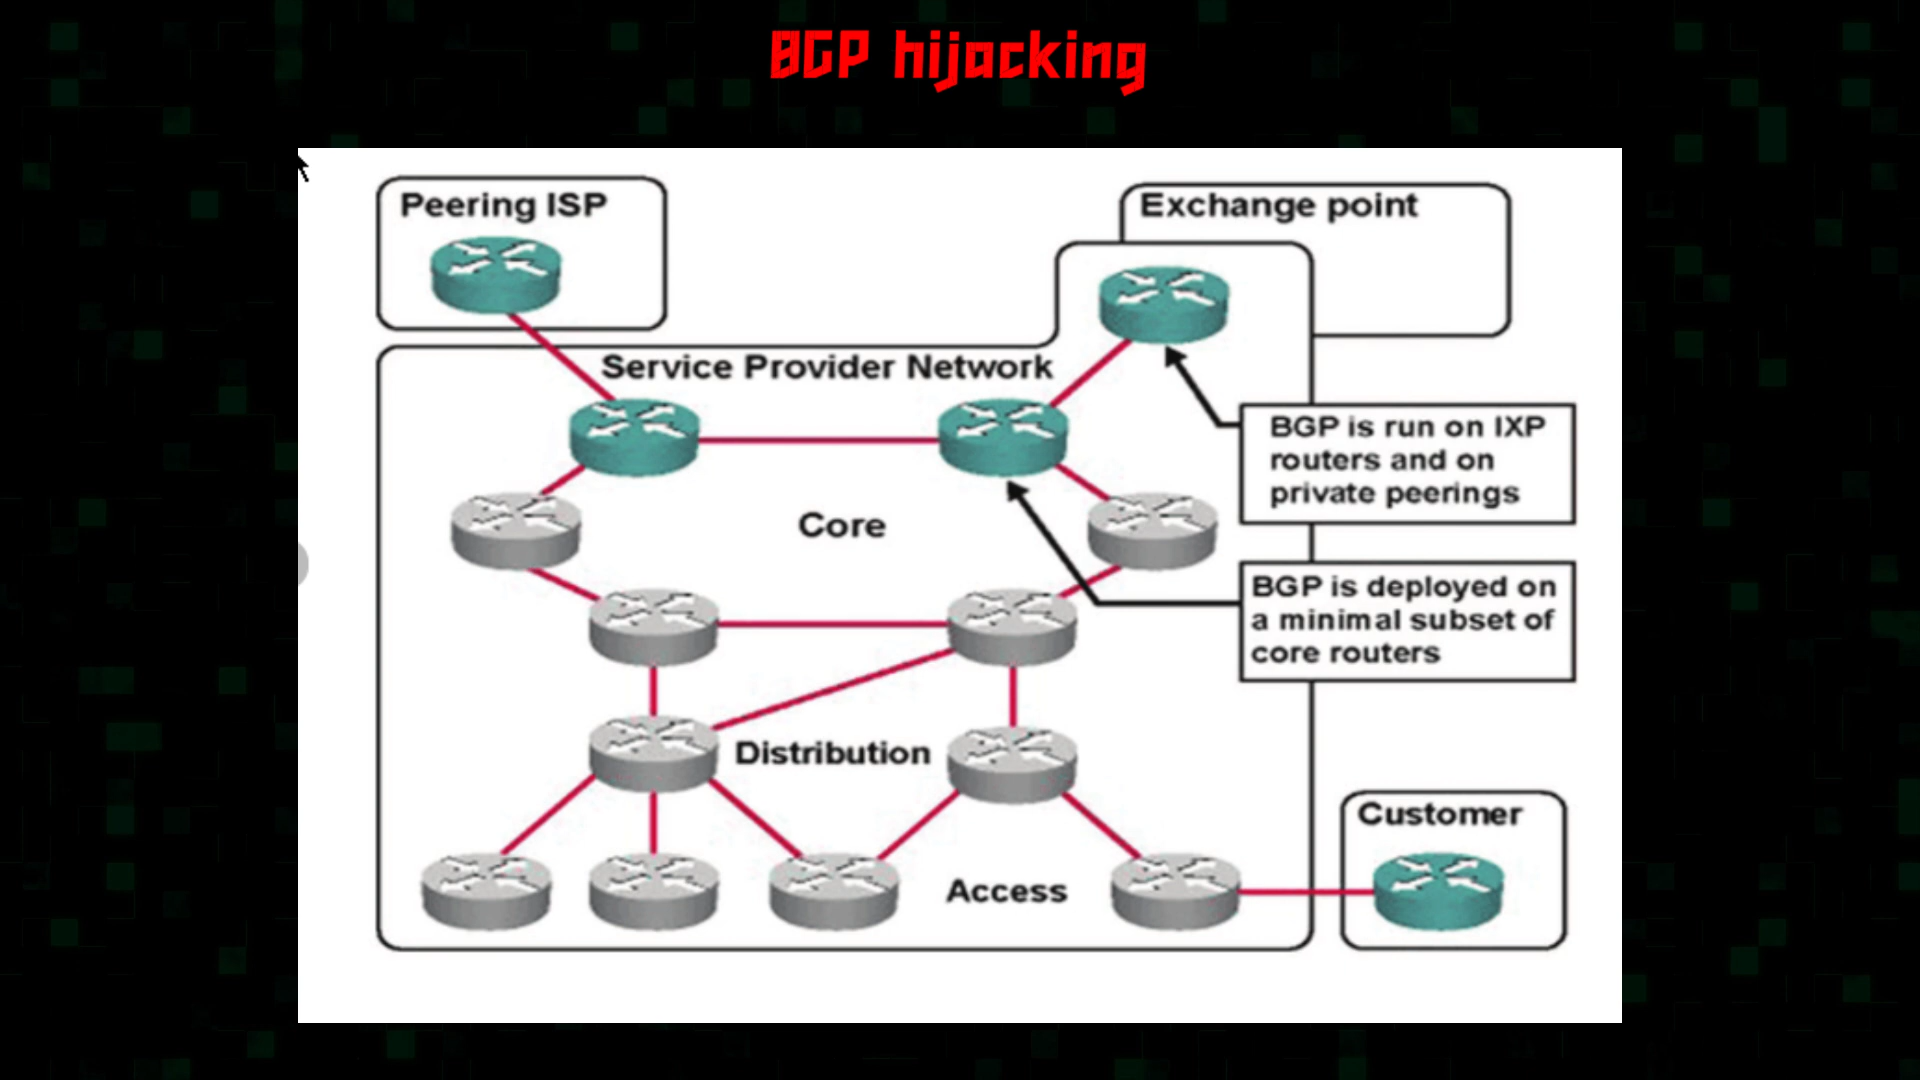 BGP hijacking
Peering ISP
Exchange point
Service Provider Network
BGP is run on IXP
routers and on
private peerings
Core
BGP is deployed on
a minimal subset of
core routers
Distribution
Customer
Access